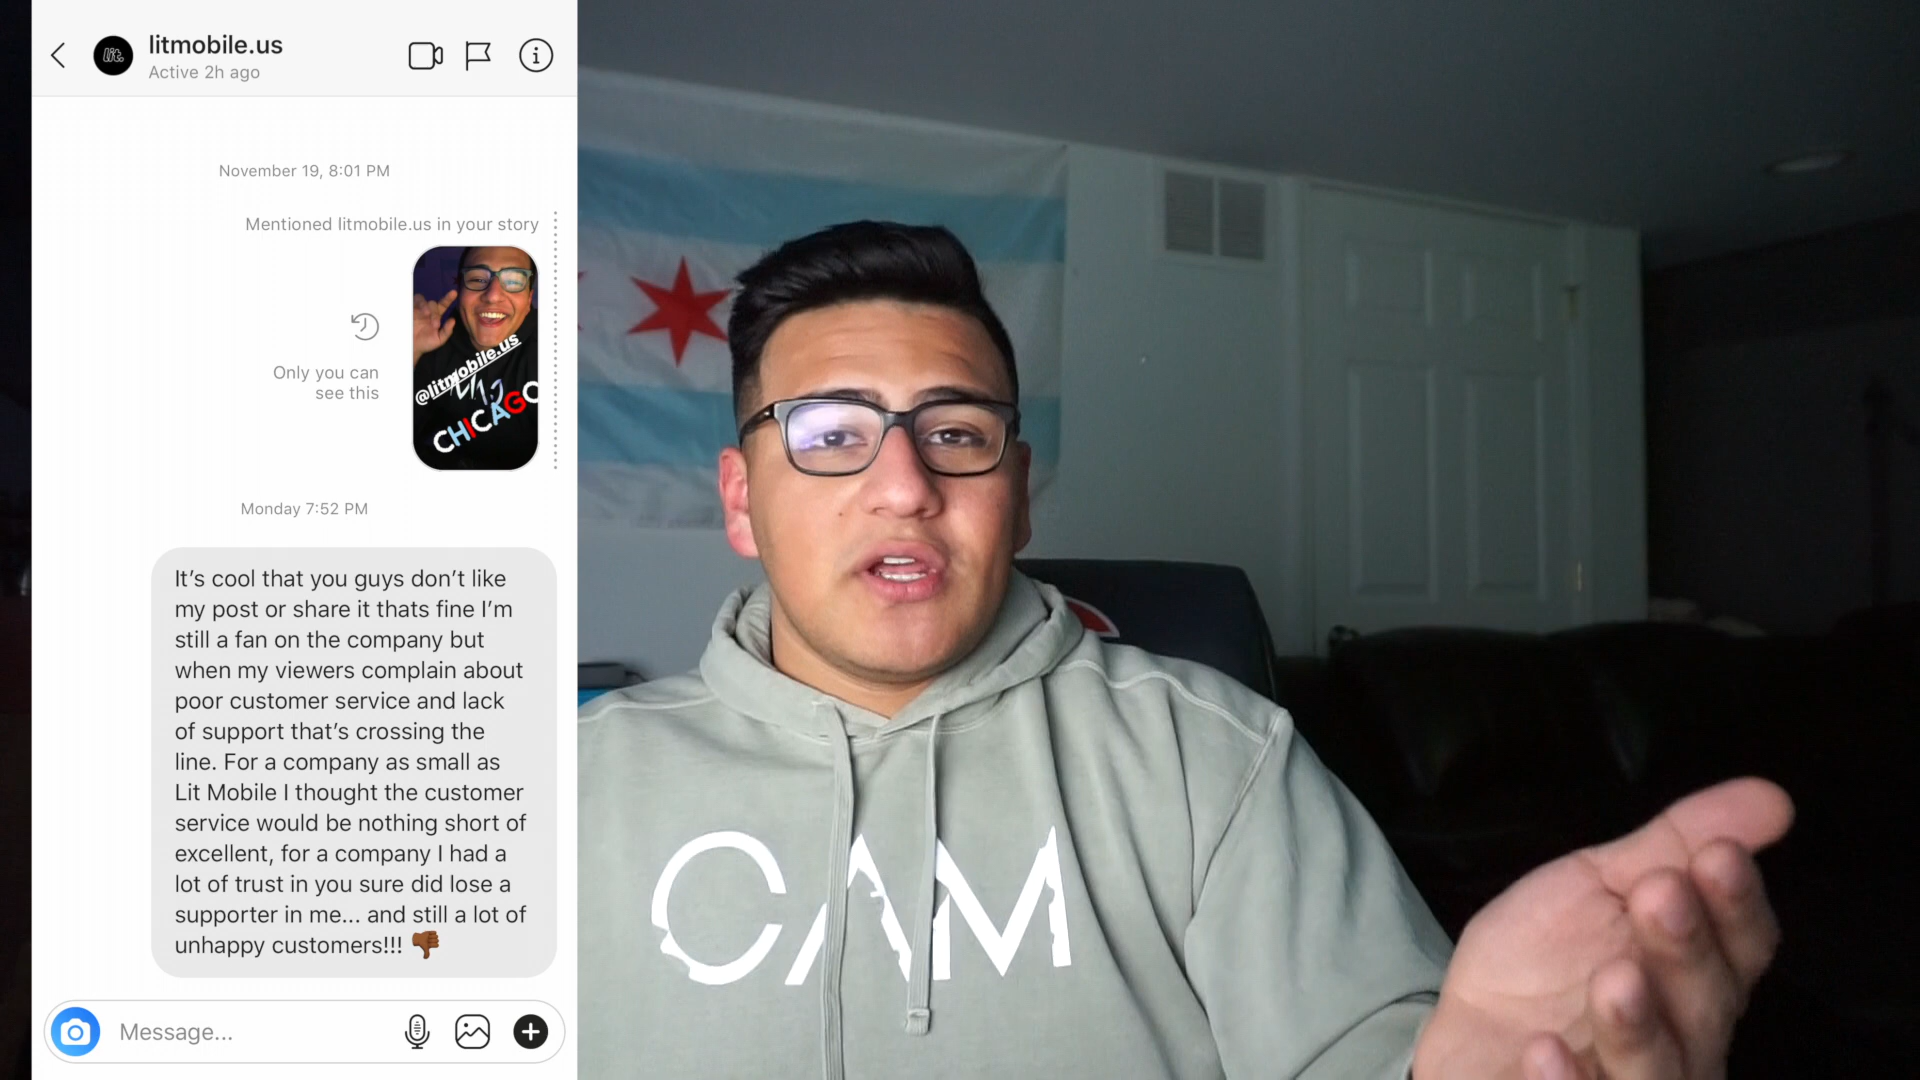 litmobile.us
Active 2h ago
lit.
November 19, 8:01 PM
Mentioned litmobile.us in your story
@litmobile.us
CHICAGO
Only you can
see this
Monday 7:52 PM
It’s cool that you guys don’t like
my post or share it thats fine I’m
still a fan on the company but
when my viewers complain about
poor customer service and lack
of support that’s crossing the
line. For a company as small as
Lit Mobile I thought the customer
service would be nothing short of
excellent, for a company I had a
lot of trust in you sure did lose a
supporter in me... and still a lot of
unhappy customers!!! 👎🏾
Message...
CAM